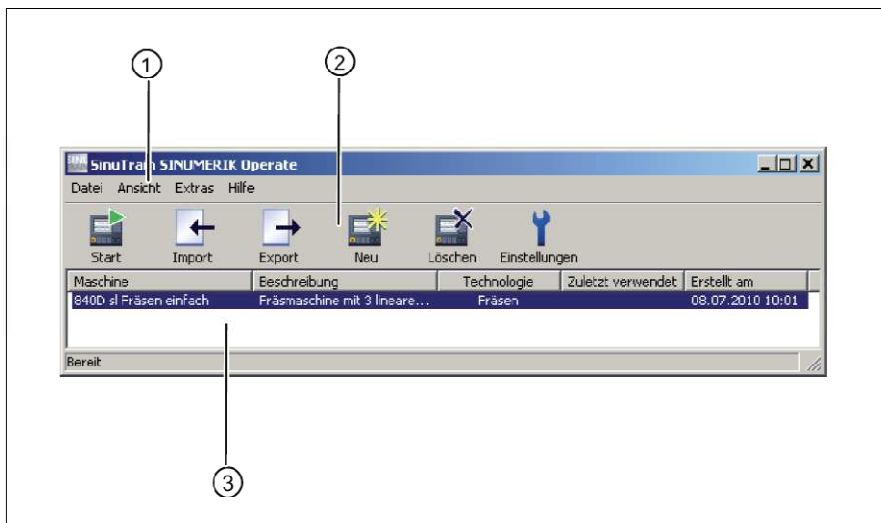 1
2
SinuTrain SINUMERIK Operate
Datei Ansicht Extras Hilfe
Start Import Export Neu Löschen Einstellungen
Maschine Beschreibung Technologie Zuletzt verwendet Erstellt am
840D sl Fräsen einfach Fräsmaschine mit 3 lineare... Fräsen 08.07.2010 10:01
Bereit
3